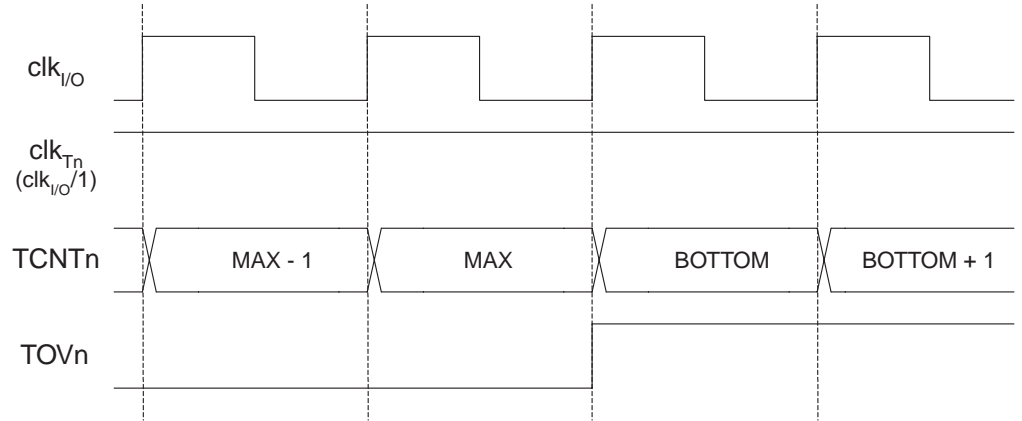 clkI/O
clkTn
(clkI/O/1)
TCNTn MAX - 1 MAX BOTTOM BOTTOM + 1
TOVn